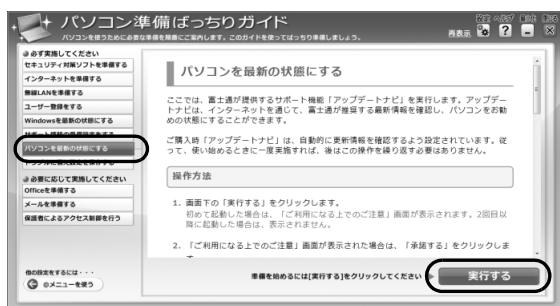 パソコン準備ばっちりガイド
パソコンを使うために必要な準備を順番にご案内します。このガイドを使ってばっちり準備しましょう。
再表示
設定 ヘルプ 最小化 閉じる
必ず実施してください
セキュリティ対策ソフトを準備する
インターネットを準備する
無線LANを準備する
ユーザー登録をする
Windowsを最新の状態にする
パソコンを最新の状態にする
必要に応じて実施してください
Officeを準備する
メールを準備する
保護者によるアクセス制御を行う
他の設定をするには・・・
@メニューを使う
パソコンを最新の状態にする
ここでは、富士通が提供するサポート機能「アップデートナビ」を実行します。アップデー
トナビは、インターネットを通じて、富士通が推奨する最新情報を確認し、パソコンをお勧
めの状態にすることができます。
ご購入時「アップデートナビ」は、自動的に更新情報を確認するよう設定されています。従
って、使い始めるときに一度実施すれば、後はこの操作を繰り返す必要はありません。
操作方法
1. 画面下の「実行する」をクリックします。
初めて起動した場合は、「ご利用になる上でのご注意」画面が表示されます。2回目以
降に起動した場合は、表示されません。
2. 「ご利用になる上でのご注意」画面が表示された場合は、「承諾する」をクリックしま
準備を始めるには[実行する]をクリックしてください
実行する